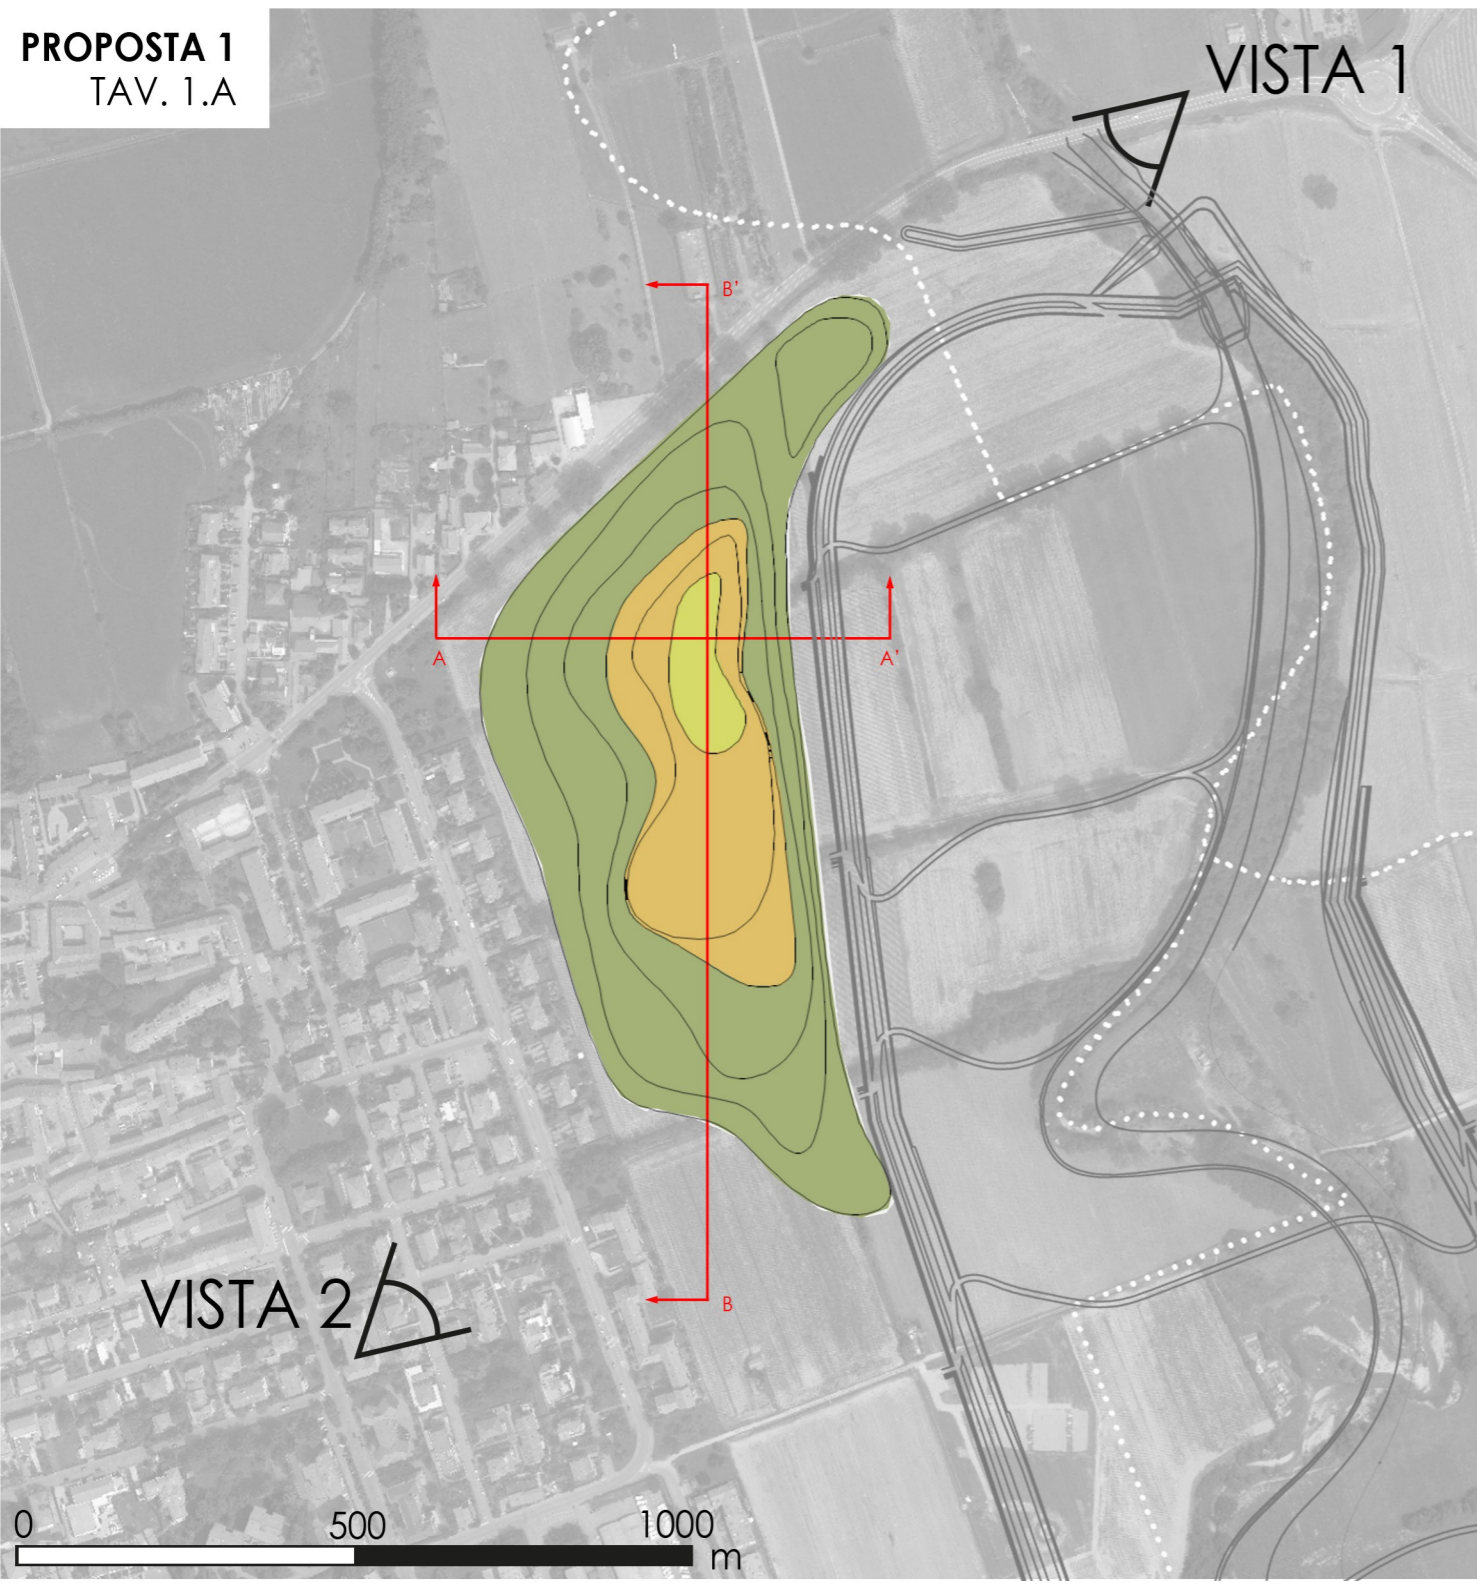 PROPOSTA 1
TAV. 1.A
VISTA 1
B'
A
A'
VISTA 2
B
0 500 1000
m